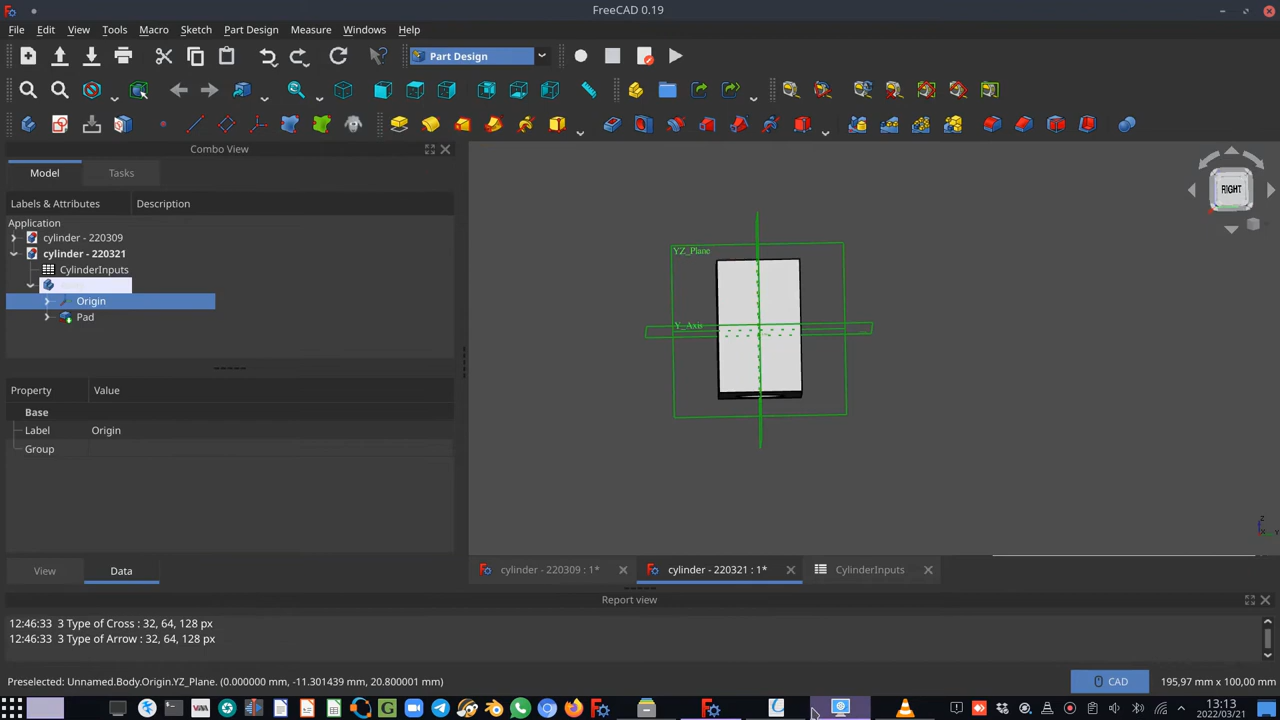 FreeCAD 0.19
File Edit View Tools Macro Sketch Part Design Measure Windows Help
Part Design
Combo View
Model Tasks
Labels & Attributes Description
Application
cylinder - 220309
cylinder - 220321
CylinderInputs
Origin
Pad
Property Value
Base
Label Origin
Group
View Data
YZ_Plane
Y_Axis
RIGHT
Z
X Y
cylinder - 220309 : 1*
cylinder - 220321 : 1*
CylinderInputs
Report view
12:46:33 3 Type of Cross : 32, 64, 128 px
12:46:33 3 Type of Arrow : 32, 64, 128 px
Preselected: Unnamed.Body.Origin.YZ_Plane. (0.000000 mm, -11.301439 mm, 20.800001 mm)
CAD
195,97 mm x 100,00 mm
13:13
2022/03/21